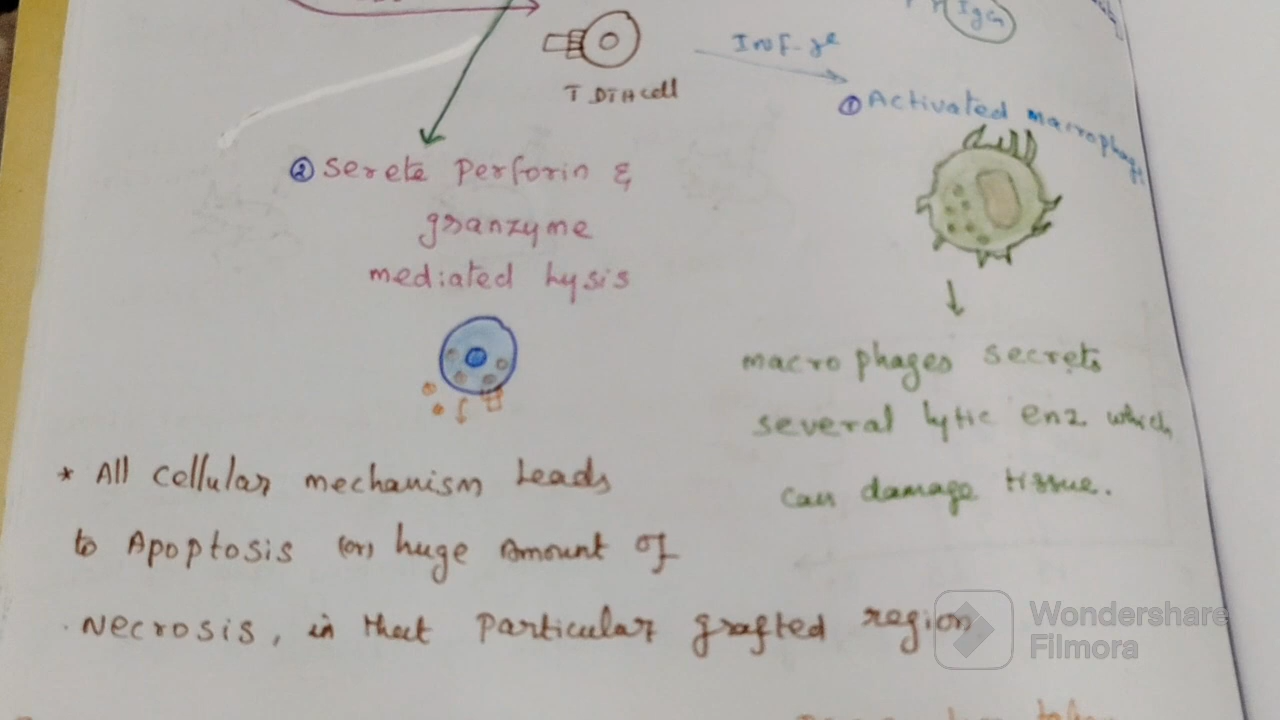 IgG
INF-γ
T DTH cell
① Activated macrophage
② Serete Perforin &
granzyme
mediated lysis
macrophages secrets
several lytic enz which
can damage tissue.
* All cellular mechanism Leads
to Apoptosis (or) huge Amount of
Necrosis, in that particular grafted region
Wondershare
Filmora